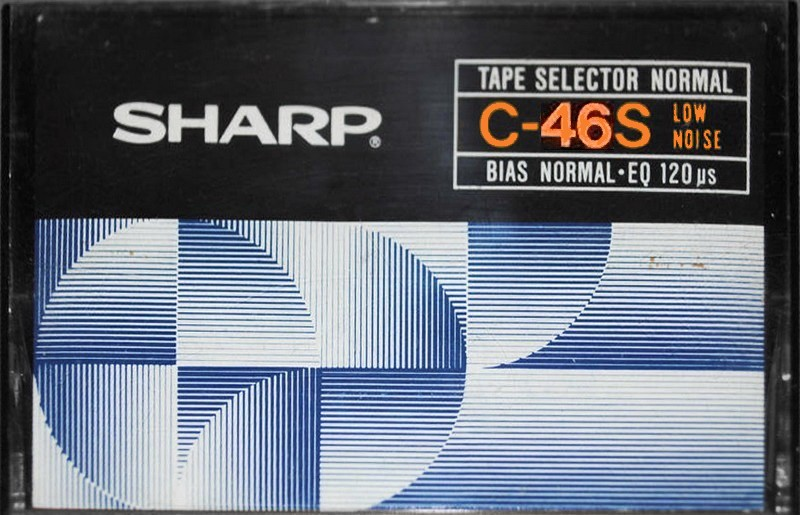 SHARP®
TAPE SELECTOR NORMAL
C-46S LOW NOISE
BIAS NORMAL·EQ 120 µs